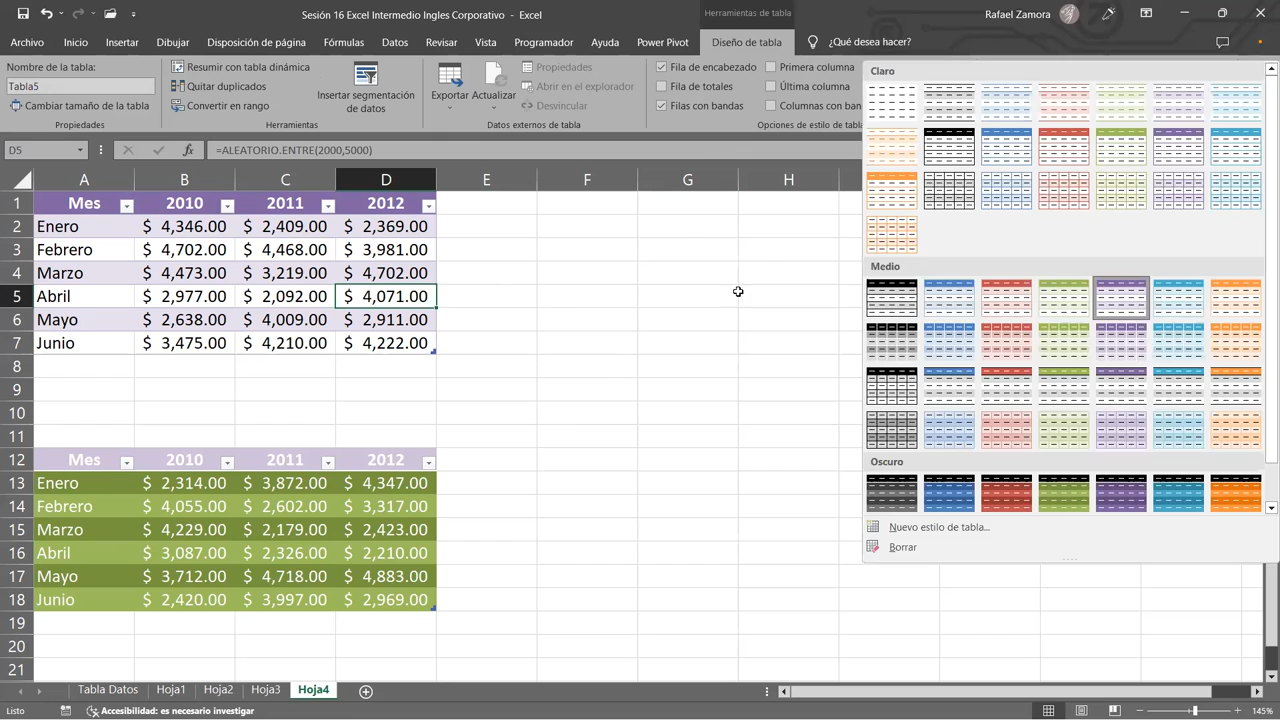 Herramientas de tabla
Sesión 16 Excel Intermedio Ingles Corporativo - Excel
Rafael Zamora
Archivo Inicio Insertar Dibujar Disposición de página Fórmulas Datos Revisar Vista Programador Ayuda Power Pivot Diseño de tabla ¿Qué desea hacer?
Nombre de la tabla:
Tabla5
Cambiar tamaño de la tabla
Propiedades
Resumir con tabla dinámica
Quitar duplicados
Convertir en rango
Insertar segmentación
de datos
Herramientas
Exportar Actualizar
Propiedades
Abrir en el explorador
Desvincular
Datos externos de tabla
Fila de encabezado
Fila de totales
Filas con bandas
Primera columna
Última columna
Columnas con ban
Opciones de estilo de tab
D5 fx =ALEATORIO.ENTRE(2000,5000)
A B C D E F G H
1 Mes 2010 2011 2012
2 Enero $ 4,346.00 $ 2,409.00 $ 2,369.00
3 Febrero $ 4,702.00 $ 4,468.00 $ 3,981.00
4 Marzo $ 4,473.00 $ 3,219.00 $ 4,702.00
5 Abril $ 2,977.00 $ 2,092.00 $ 4,071.00
6 Mayo $ 2,638.00 $ 4,009.00 $ 2,911.00
7 Junio $ 3,475.00 $ 4,210.00 $ 4,222.00
8
9
10
11
12 Mes 2010 2011 2012
13 Enero $ 2,314.00 $ 3,872.00 $ 4,347.00
14 Febrero $ 4,055.00 $ 2,602.00 $ 3,317.00
15 Marzo $ 4,229.00 $ 2,179.00 $ 2,423.00
16 Abril $ 3,087.00 $ 2,326.00 $ 2,210.00
17 Mayo $ 3,712.00 $ 4,718.00 $ 4,883.00
18 Junio $ 2,420.00 $ 3,997.00 $ 2,969.00
19
20
21
Claro
Medio
Oscuro
Nuevo estilo de tabla...
Borrar
Tabla Datos Hoja1 Hoja2 Hoja3 Hoja4
Listo Accesibilidad: es necesario investigar 145%